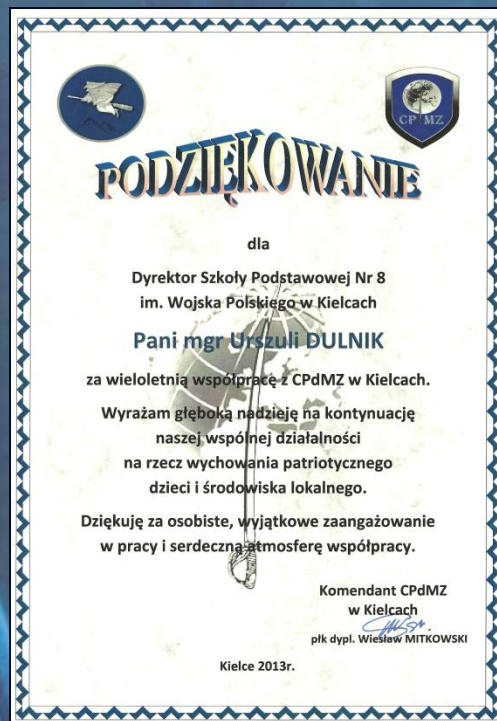 CP MZ
PODZIĘKOWANIE
dla
Dyrektor Szkoły Podstawowej Nr 8
im. Wojska Polskiego w Kielcach
Pani mgr Urszuli DULNIK
za wieloletnią współpracę z CPdMZ w Kielcach.
Wyrażam głęboką nadzieję na kontynuację
naszej wspólnej działalności
na rzecz wychowania patriotycznego
dzieci i środowiska lokalnego.
Dziękuję za osobiste, wyjątkowe zaangażowanie
w pracy i serdeczną atmosferę współpracy.
Komendant CPdMZ
w Kielcach
płk dypl. Wiesław MITKOWSKI
Kielce 2013r.